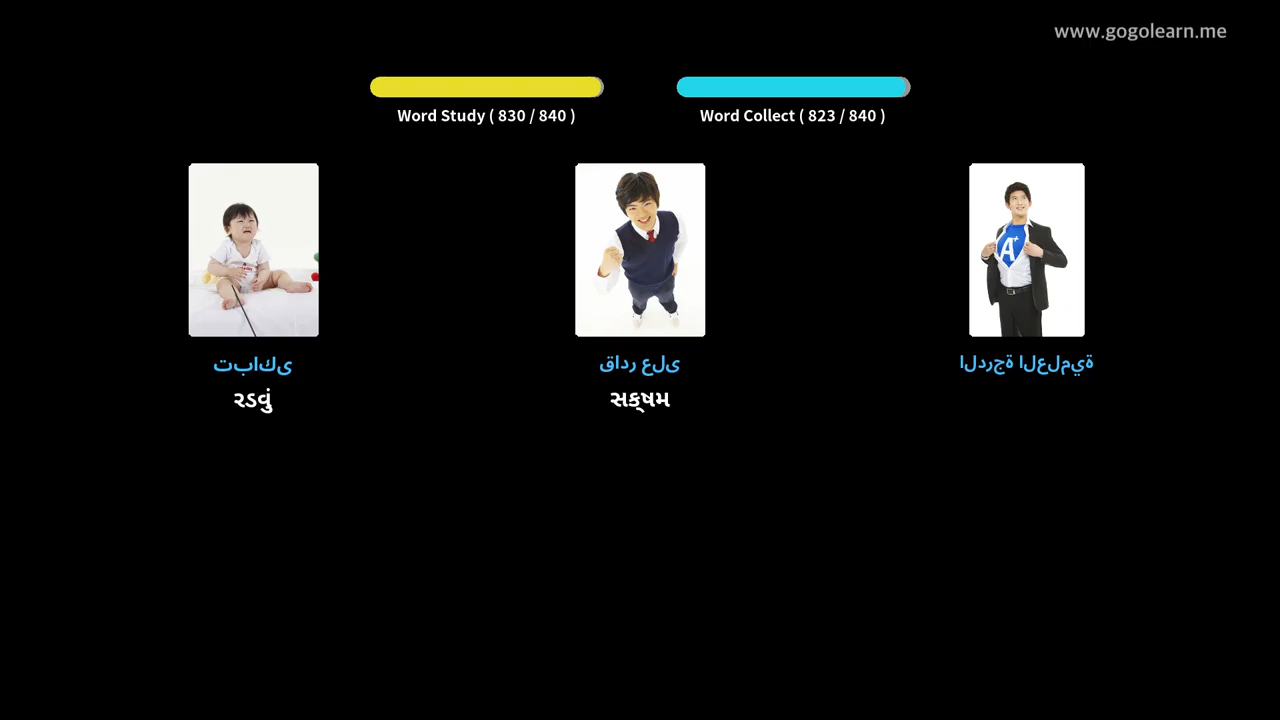 www.gogolearn.me
Word Study ( 830 / 840 )
Word Collect ( 823 / 840 )
A+
تباكى
قادر على
الدرجة العلمية
રડવું
સક્ષમ